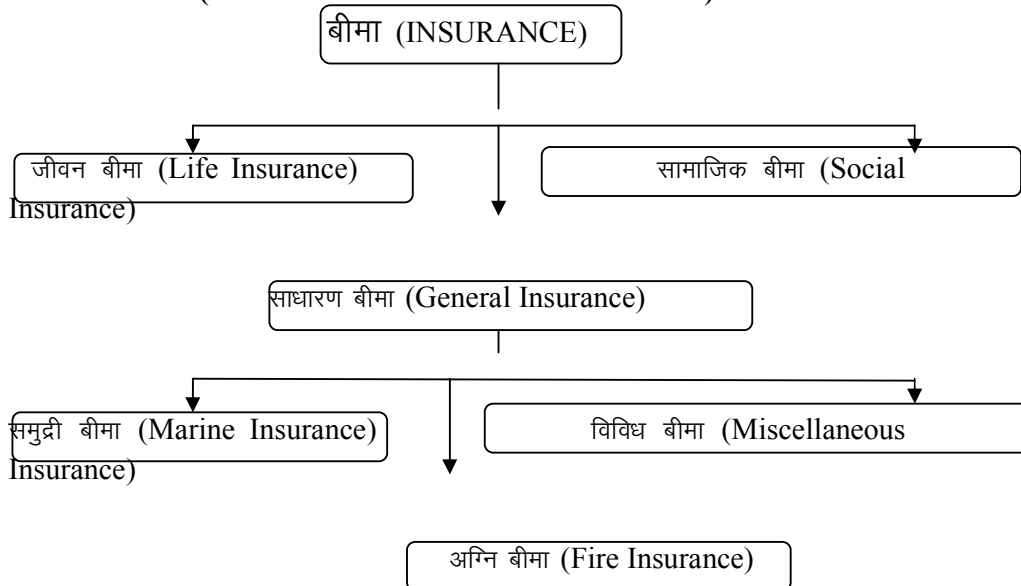 बीमा (INSURANCE)
जीवन बीमा (Life Insurance) सामाजिक बीमा (Social
Insurance)
साधारण बीमा (General Insurance)
समुद्री बीमा (Marine Insurance) विविध बीमा (Miscellaneous
Insurance)
अग्नि बीमा (Fire Insurance)